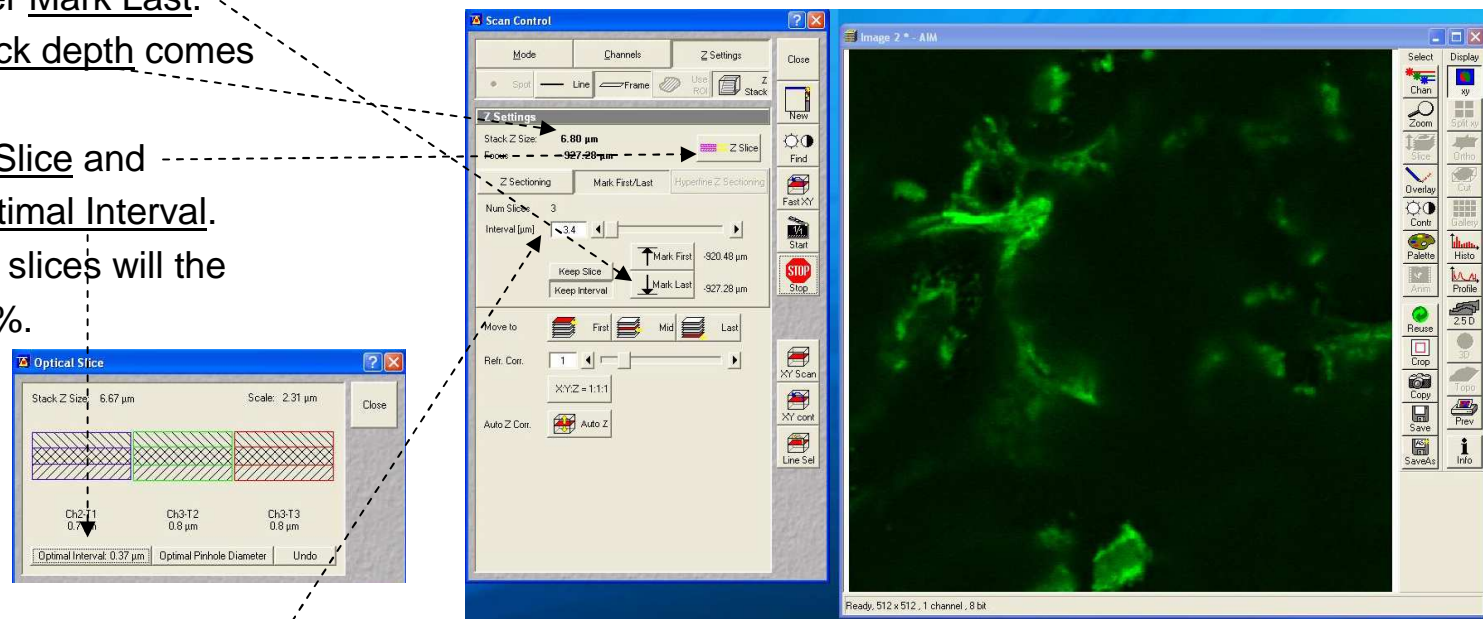 er Mark Last.
ck depth comes
Slice and
timal Interval.
slices will the
%.
Optical Slice
Stack Z Size: 6.67 µm Scale: 2.31 µm
Close
Ch2-T1 Ch3-T2 Ch3-T3
0.8 µm 0.8 µm
Optimal Interval: 0.37 µm Optimal Pinhole Diameter Undo
Scan Control
Mode Channels Z Settings Close
Spot Line Frame Use ROI Z Stack
New
Z Settings
Stack Z Size: 6.80 µm
Focus -927.28 µm
Z Slice
Find
Z Sectioning Mark First/Last Hyperfine Z Sectioning
Fast XY
Num Slices 3
Interval [µm] 3.4
Start
Mark First -920.48 µm
Keep Slice
STOP
Mark Last -927.28 µm
Keep Interval
Stop
Move to First Mid Last
Refr. Corr. 1
XY Scan
X:Y:Z = 1:1:1
XY cont
Auto Z Corr. Auto Z
Line Sel
Image 2 * - AIM
Select Display
Chan xy
Zoom Split xy
Slice Ortho
Overlay Cut
Contr Gallery
Palette Histo
Anim Profile
Reuse 2.5 D
Crop 3D
Copy Topo
Save Prev
SaveAs Info
Ready, 512 x 512 , 1 channel , 8 bit